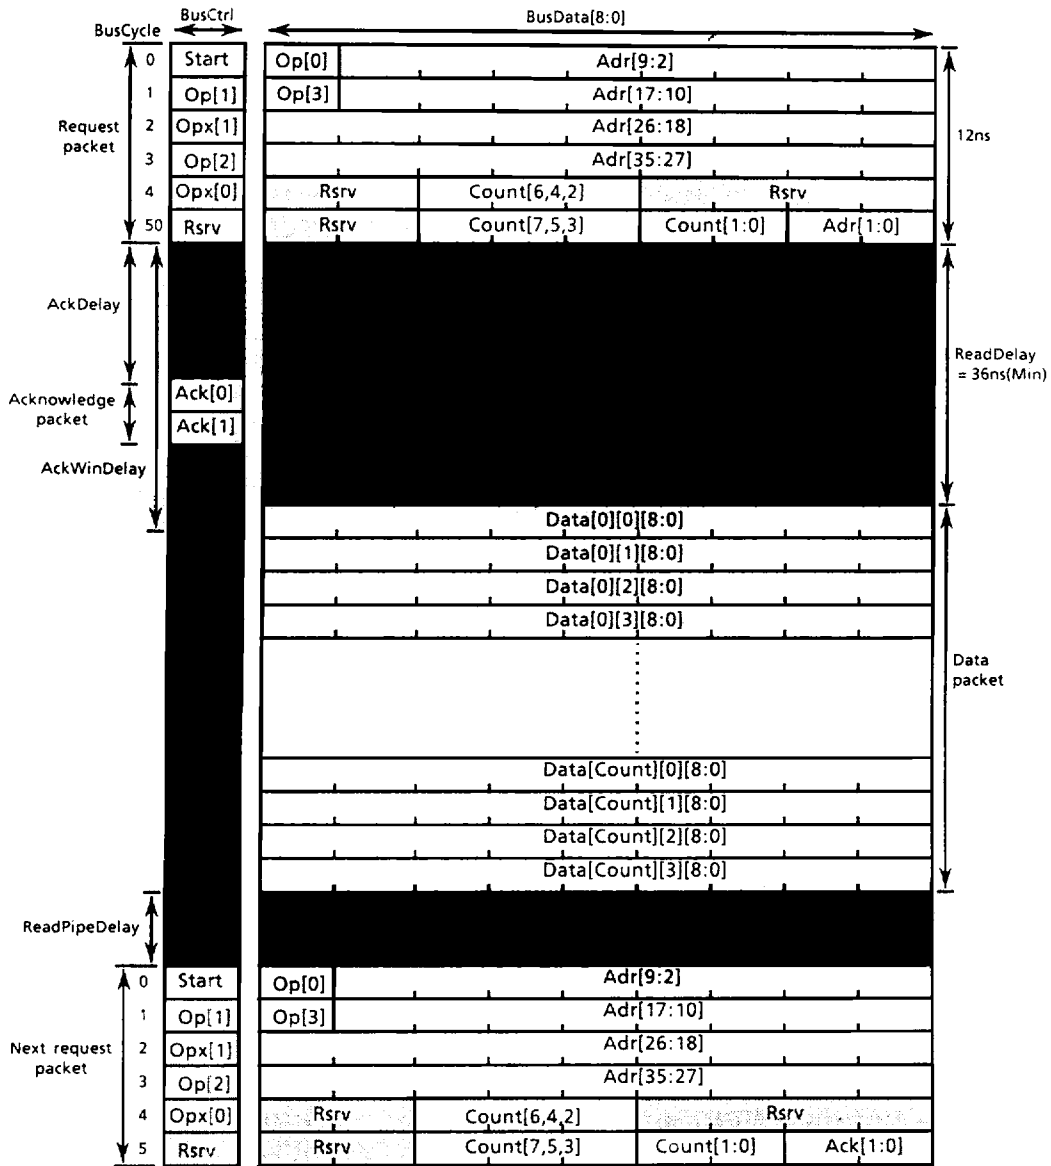 BusCtrl BusData[8:0]
BusCycle
0 Start Op[0] Adr[9:2]
1 Op[1] Op[3] Adr[17:10]
Request packet
2 Opx[1] Adr[26:18]
12ns
3 Op[2] Adr[35:27]
4 Opx[0] Rsrv Count[6,4,2] Rsrv
50 Rsrv Rsrv Count[7,5,3] Count[1:0] Adr[1:0]
AckDelay
ReadDelay
= 36ns(Min)
Acknowledge packet
Ack[0]
Ack[1]
AckWinDelay
Data[0][0][8:0]
Data[0][1][8:0]
Data[0][2][8:0]
Data[0][3][8:0]
Data
packet
Data[Count][0][8:0]
Data[Count][1][8:0]
Data[Count][2][8:0]
Data[Count][3][8:0]
ReadPipeDelay
0 Start Op[0] Adr[9:2]
1 Op[1] Op[3] Adr[17:10]
Next request packet
2 Opx[1] Adr[26:18]
3 Op[2] Adr[35:27]
4 Opx[0] Rsrv Count[6,4,2] Rsrv
5 Rsrv Rsrv Count[7,5,3] Count[1:0] Ack[1:0]